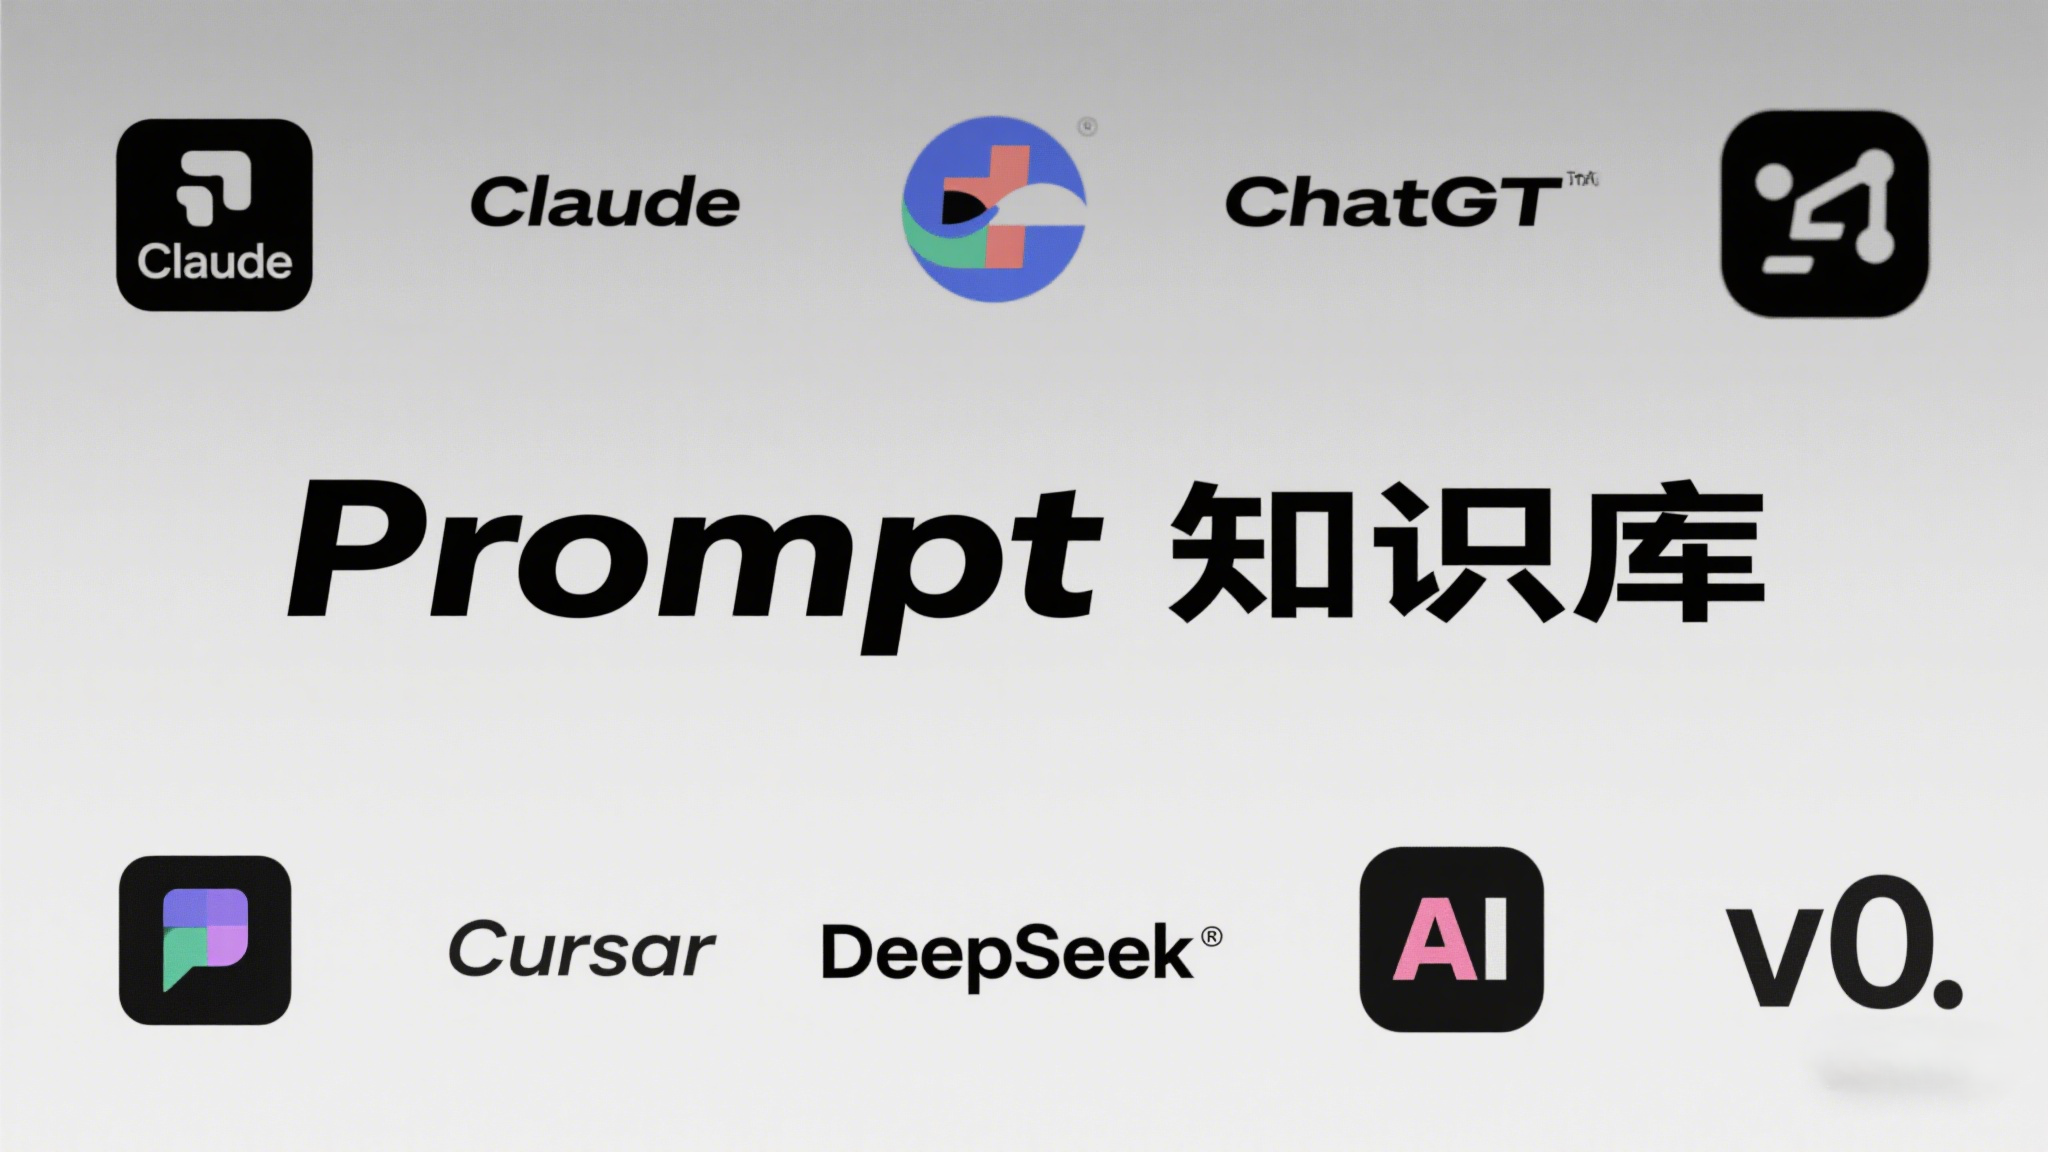 Claude
Claude
ChatGT
Prompt 知识库
Cursar
DeepSeek®
AI
v0.